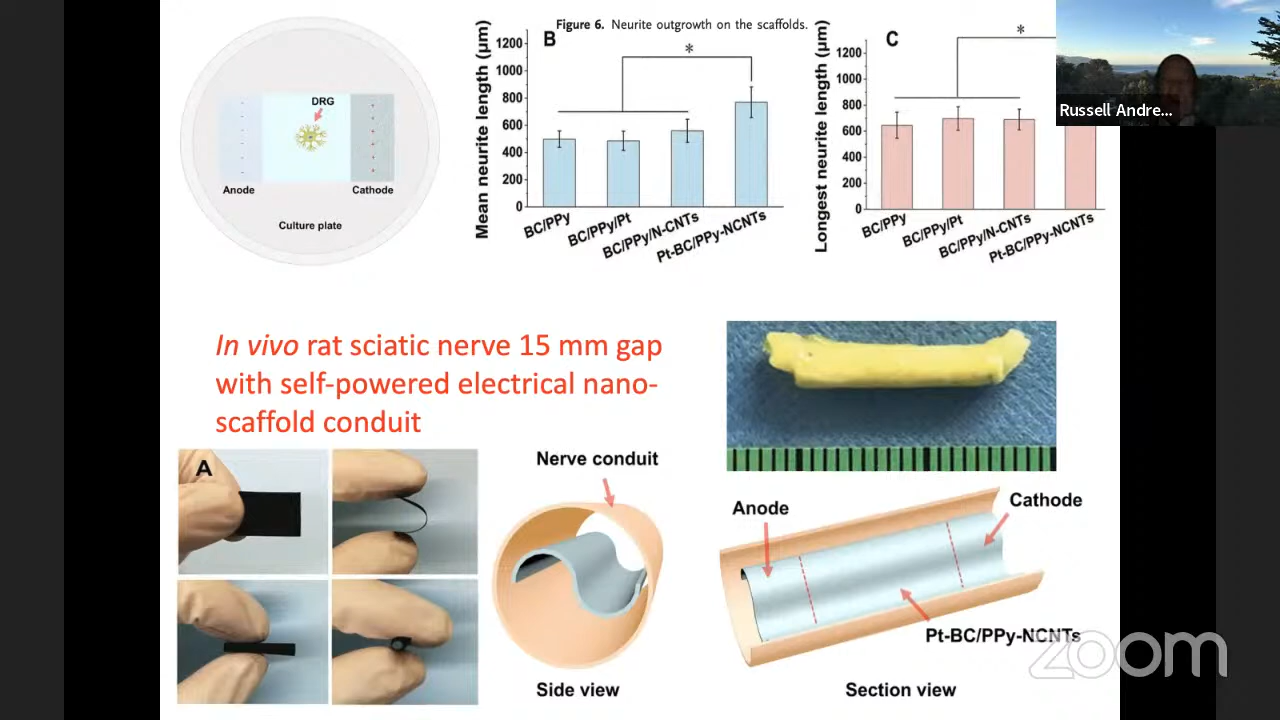 Figure 6. Neurite outgrowth on the scaffolds.
DRG
Anode
Cathode
Culture plate
B
Mean neurite length (μm)
1200
1000
800
600
400
200
0
*
BC/PPy
BC/PPy/Pt
BC/PPy/N-CNTs
Pt-BC/PPy-NCNTs
C
Longest neurite length (μm)
1200
1000
800
600
400
200
0
*
BC/PPy
BC/PPy/Pt
BC/PPy/N-CNTs
Pt-BC/PPy-NCNTs
Russell Andre...
In vivo rat sciatic nerve 15 mm gap
with self-powered electrical nano-
scaffold conduit
A
Nerve conduit
Side view
Anode
Cathode
Pt-BC/PPy-NCNTs
Section view
zoom